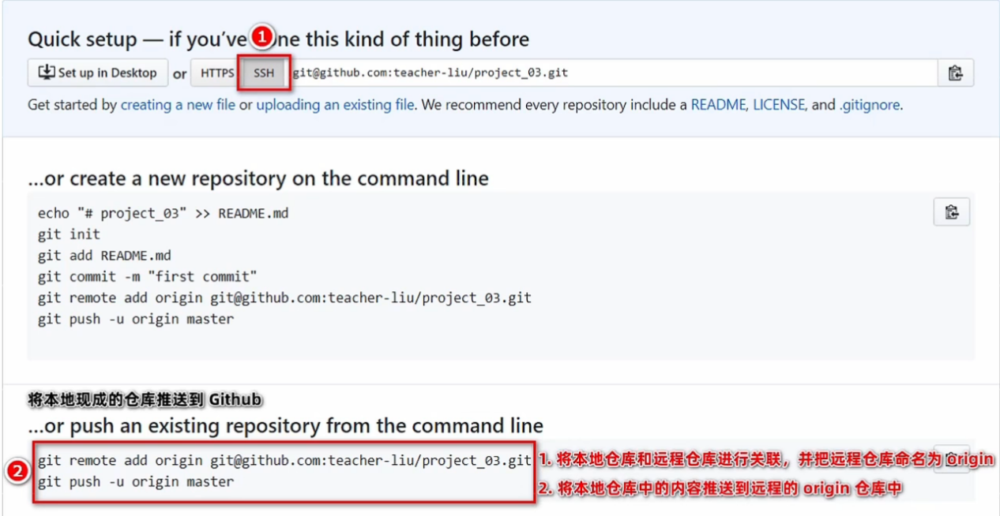 Quick setup — if you've 1ne this kind of thing before
Set up in Desktop or HTTPS SSH git@github.com:teacher-liu/project_03.git
Get started by creating a new file or uploading an existing file. We recommend every repository include a README, LICENSE, and .gitignore.
...or create a new repository on the command line
echo "# project_03" >> README.md
git init
git add README.md
git commit -m "first commit"
git remote add origin git@github.com:teacher-liu/project_03.git
git push -u origin master
将本地现成的仓库推送到 Github
...or push an existing repository from the command line
2
git remote add origin git@github.com:teacher-liu/project_03.git 1. 将本地仓库和远程仓库进行关联，并把远程仓库命名为 origin
git push -u origin master 2. 将本地仓库中的内容推送到远程的 origin 仓库中